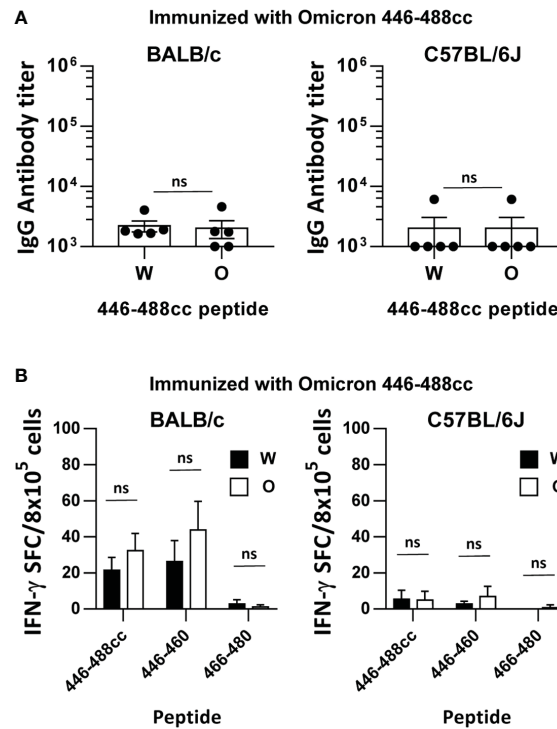 A
Immunized with Omicron 446-488cc
BALB/c
C57BL/6J
IgG Antibody titer
10⁶
10⁵
10⁴
10³
ns
W
O
446-488cc peptide
IgG Antibody titer
10⁶
10⁵
10⁴
10³
ns
W
O
446-488cc peptide
B
Immunized with Omicron 446-488cc
BALB/c
C57BL/6J
IFN-γ SFC/8x10⁵ cells
100
80
60
40
20
0
W
O
ns
ns
ns
446-488cc
446-460
466-480
Peptide
IFN-γ SFC/8x10⁵ cells
100
80
60
40
20
0
ns
ns
ns
446-488cc
446-460
466-480
Peptide